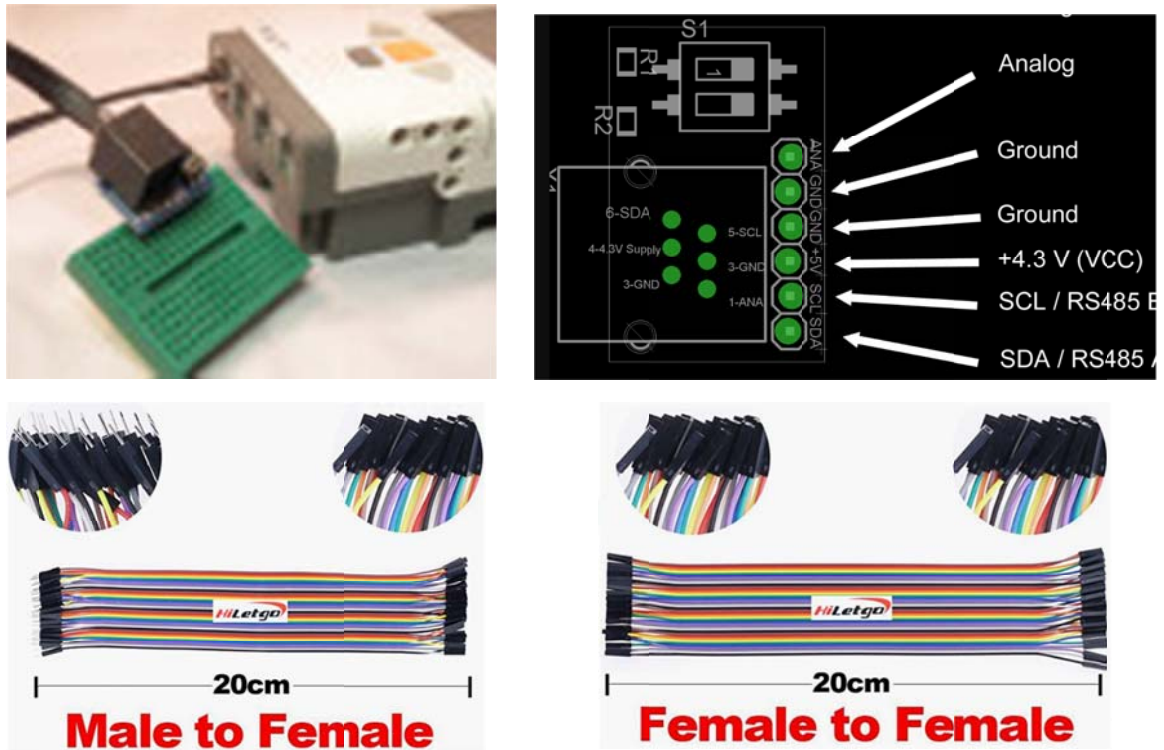 S1
Analog
R1
1
R2
ANA
Ground
GND
Ground
GND
6-SDA
5-SCL
4-4.3V Supply
+5V
+4.3 V (VCC)
3-GND
3-GND
SCL
SCL / RS485
1-ANA
SDA
SDA / RS485
HiLetgo
HiLetgo
20cm
20cm
Male to Female
Female to Female